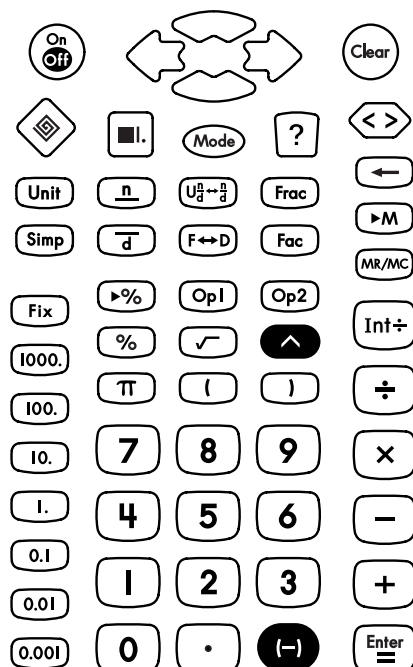 On
Off
Clear
■l. Mode ? < >
Unit n U n/d ↔ n/d Frac ←
Simp d F↔D Fac ▶M
MR/MC
▶% Op1 Op2
Fix Int÷
% √ ^
1000. ÷
π ( )
100.
10. 7 8 9 ×
1. 4 5 6 −
0.1
1 2 3 +
0.01
0.001 0 . (–) Enter
=